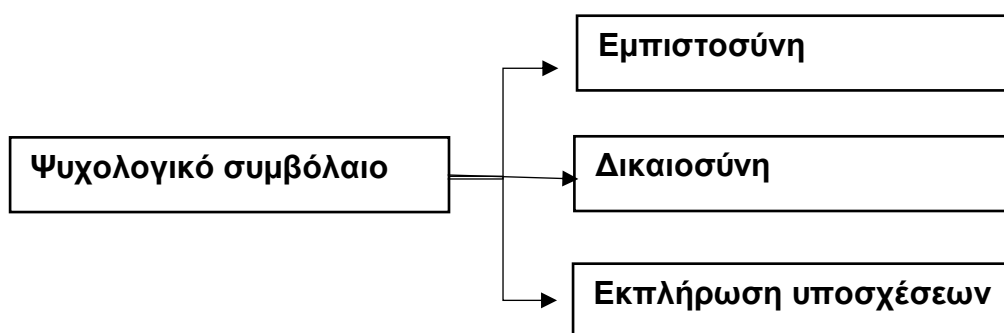 Εμπιστοσύνη
Ψυχολογικό συμβόλαιο
Δικαιοσύνη
Εκπλήρωση υποσχέσεων